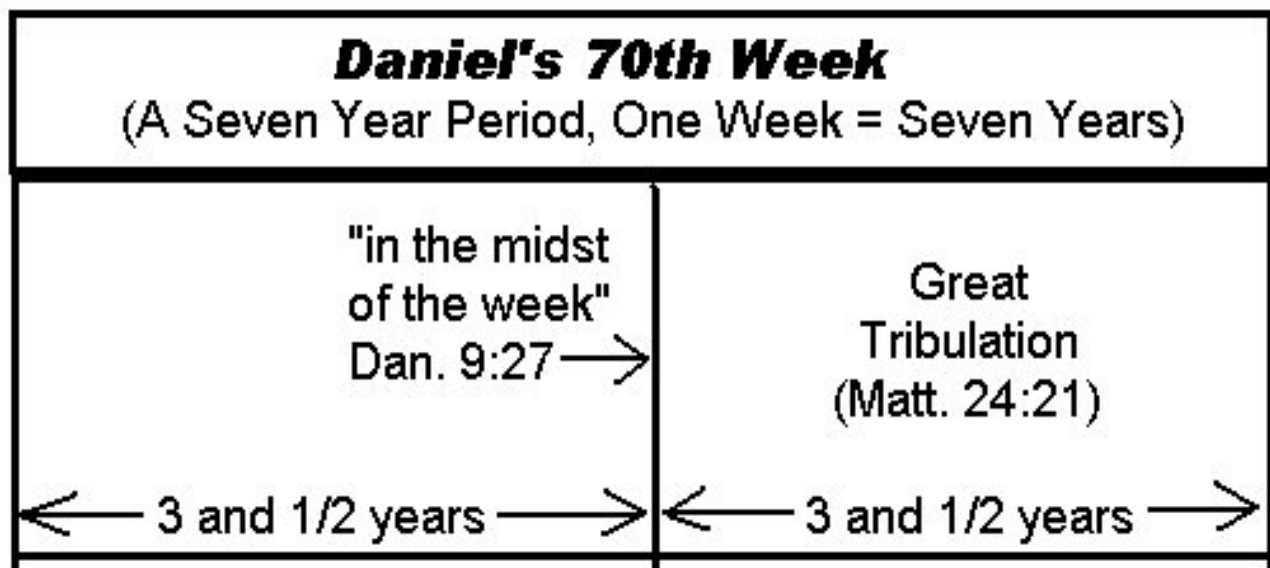 Daniel's 70th Week
(A Seven Year Period, One Week = Seven Years)
"in the midst
of the week"
Dan. 9:27
Great
Tribulation
(Matt. 24:21)
3 and 1/2 years
3 and 1/2 years